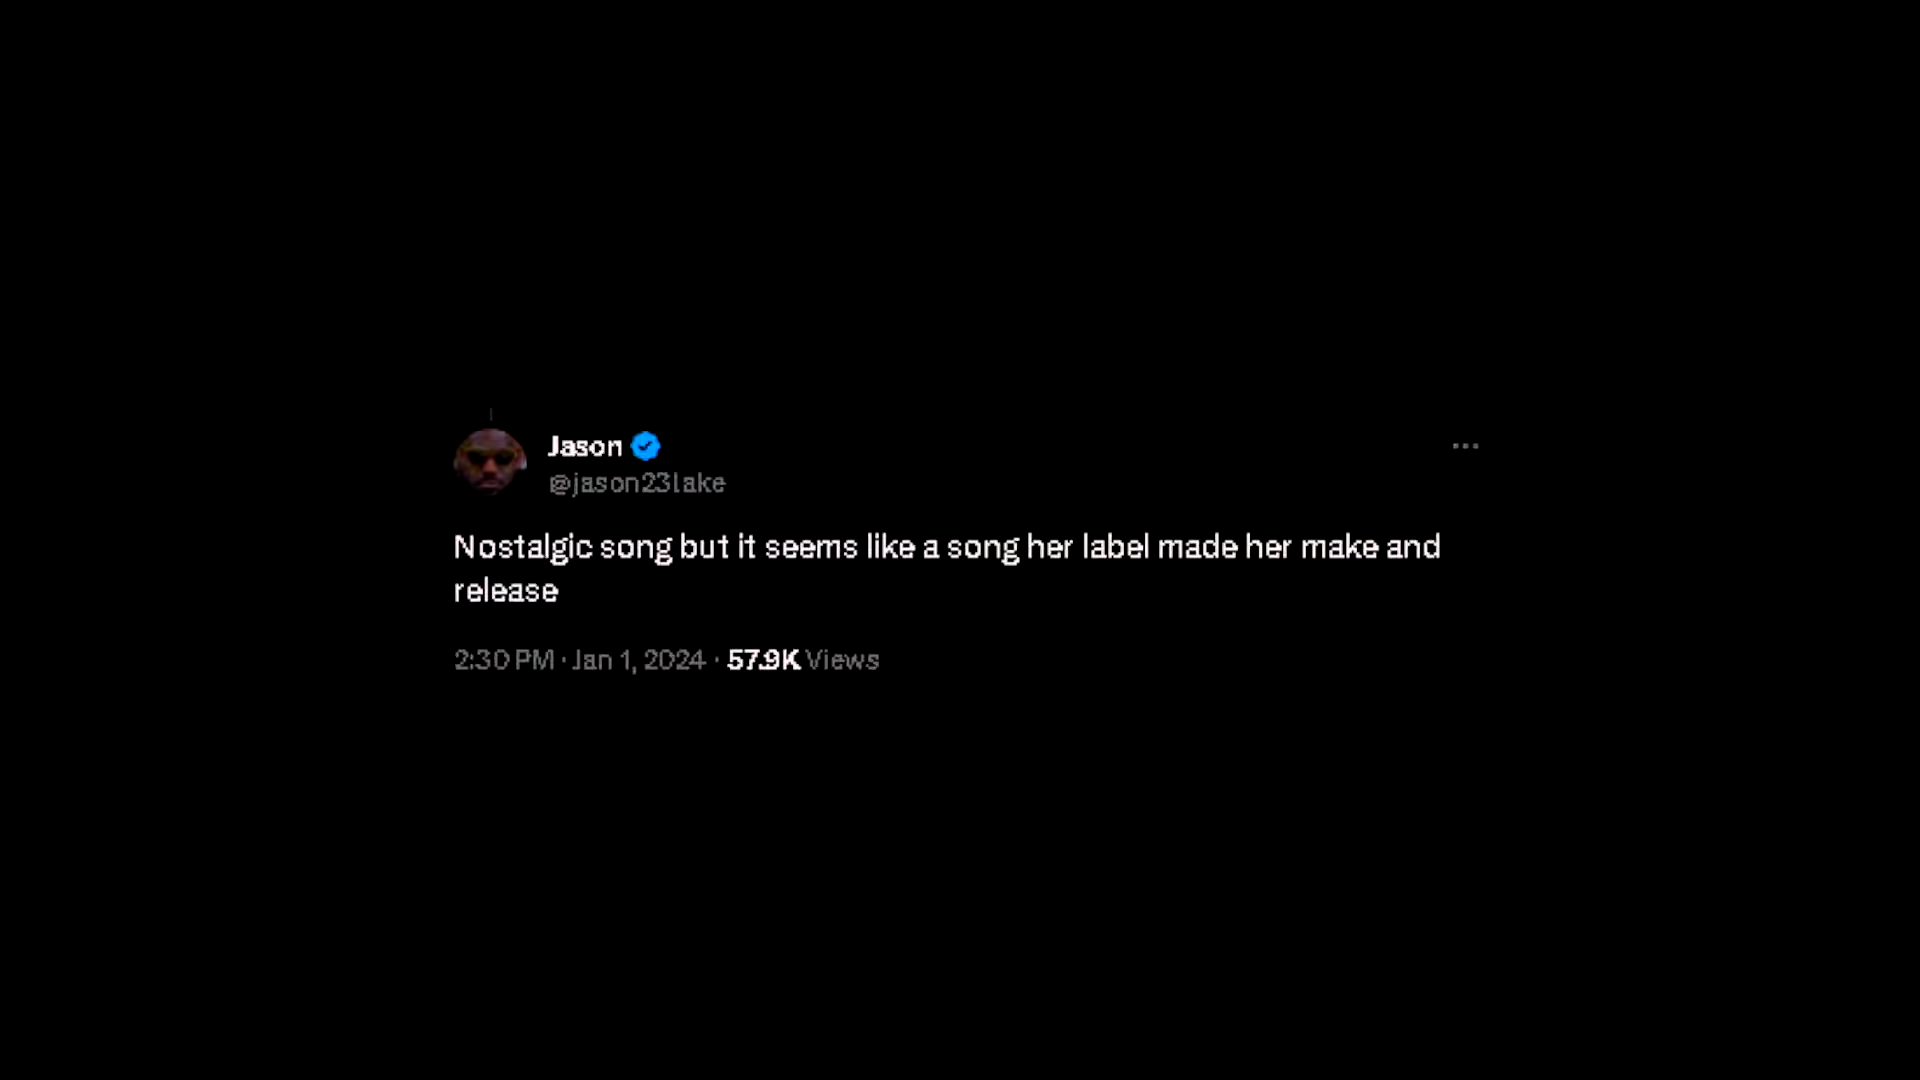 Jason
@jason23lake
Nostalgic song but it seems like a song her label made her make and
release
2:30 PM · Jan 1, 2024 · 57.9K Views